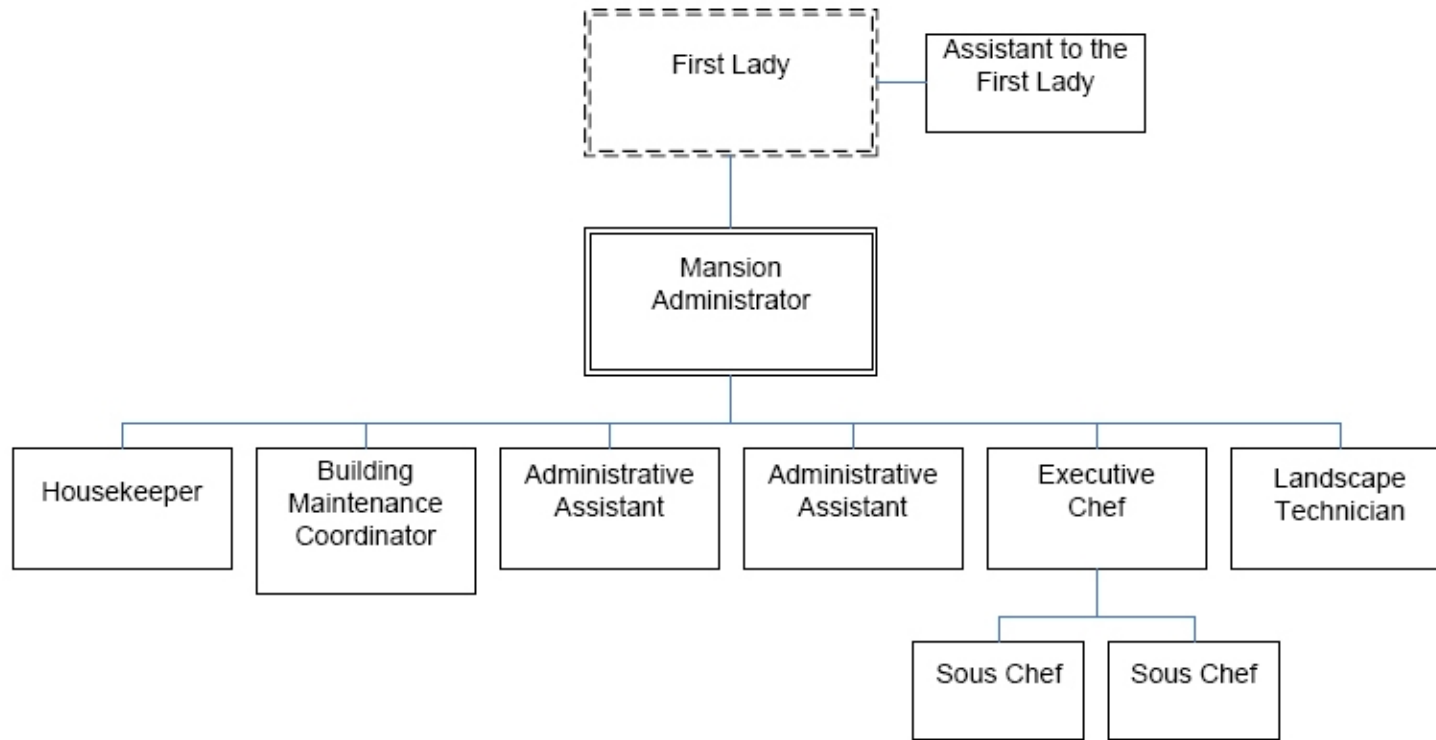 First Lady
Assistant to the
First Lady
Mansion
Administrator
Housekeeper
Building
Maintenance
Coordinator
Administrative
Assistant
Administrative
Assistant
Executive
Chef
Landscape
Technician
Sous Chef
Sous Chef